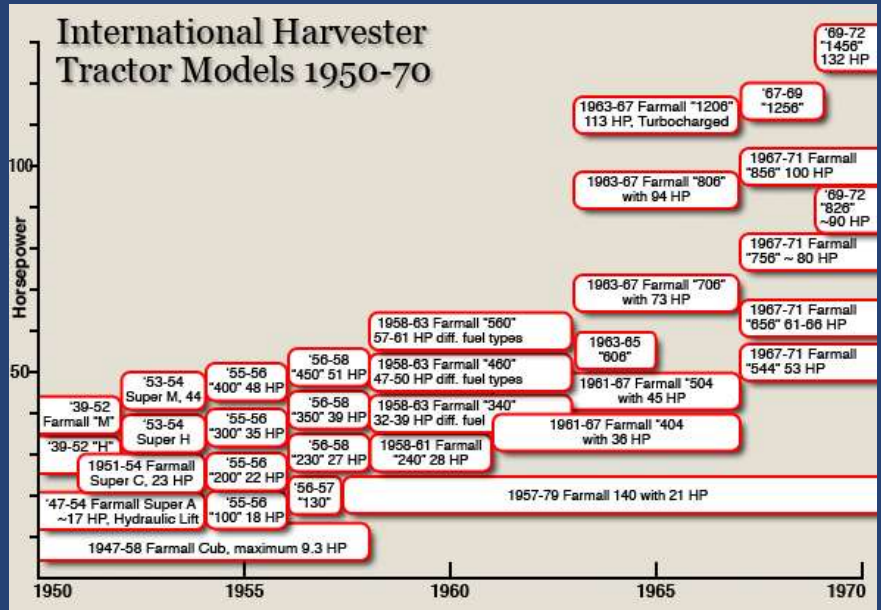 International Harvester
Tractor Models 1950-70
'69-72
"1456"
132 HP
'67-69
"1256"
1963-67 Farmall "1206"
113 HP, Turbocharged
100
1967-71 Farmall
"856" 100 HP
1963-67 Farmall "806"
with 94 HP
'69-72
"826"
~90 HP
1967-71 Farmall
"756" ~ 80 HP
Horsepower
1963-67 Farmall "706"
with 73 HP
1967-71 Farmall
"656" 61-66 HP
1958-63 Farmall "560"
57-61 HP diff. fuel types
1963-65
"606"
1967-71 Farmall
"544" 53 HP
50
'56-58
"450" 51 HP
1958-63 Farmall "460"
47-50 HP diff. fuel types
'55-56
"400" 48 HP
'53-54
Super M, 44
1961-67 Farmall "504
with 45 HP
'39-52
Farmall "M"
'56-58
"350" 39 HP
1958-63 Farmall "340"
32-39 HP diff. fuel
'55-56
"300" 35 HP
'53-54
Super H
1961-67 Farmall "404
with 36 HP
'39-52 "H"
'56-58
"230" 27 HP
1958-61 Farmall
"240" 28 HP
1951-54 Farmall
Super C, 23 HP
'55-56
"200" 22 HP
'56-57
"130"
1957-79 Farmall 140 with 21 HP
'47-54 Farmall Super A
~17 HP, Hydraulic Lift
'55-56
"100" 18 HP
1947-58 Farmall Cub, maximum 9.3 HP
1950
1955
1960
1965
1970